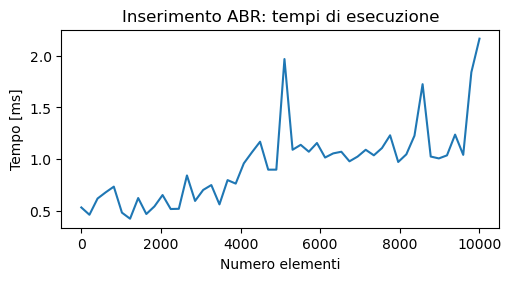 Inserimento ABR: tempi di esecuzione
Tempo [ms]
2.0
1.5
1.0
0.5
0 2000 4000 6000 8000 10000
Numero elementi